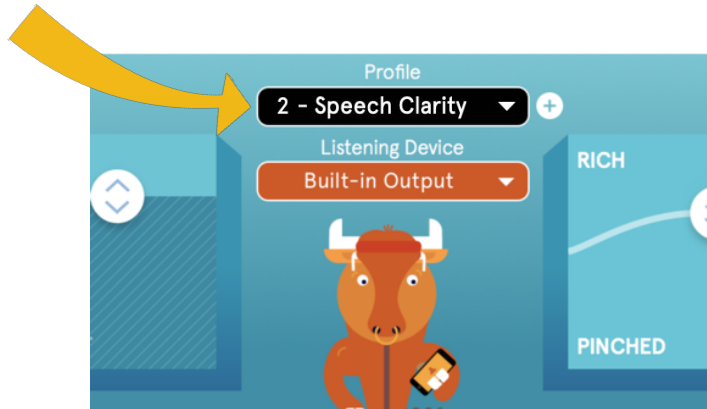 Profile
2 - Speech Clarity
Listening Device
Built-in Output
RICH
PINCHED